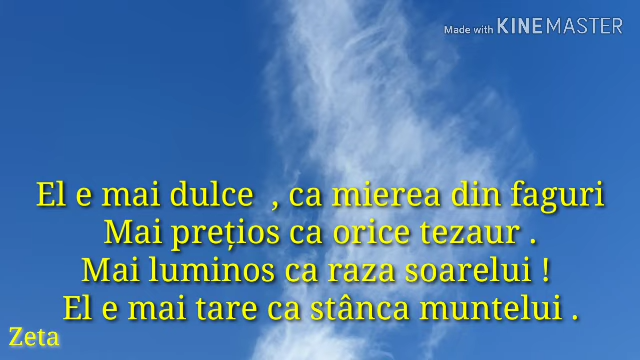 Made with KINEMASTER
El e mai dulce  , ca mierea din faguri
Mai prețios ca orice tezaur .
Mai luminos ca raza soarelui !
El e mai tare ca stânca muntelui .
Zeta